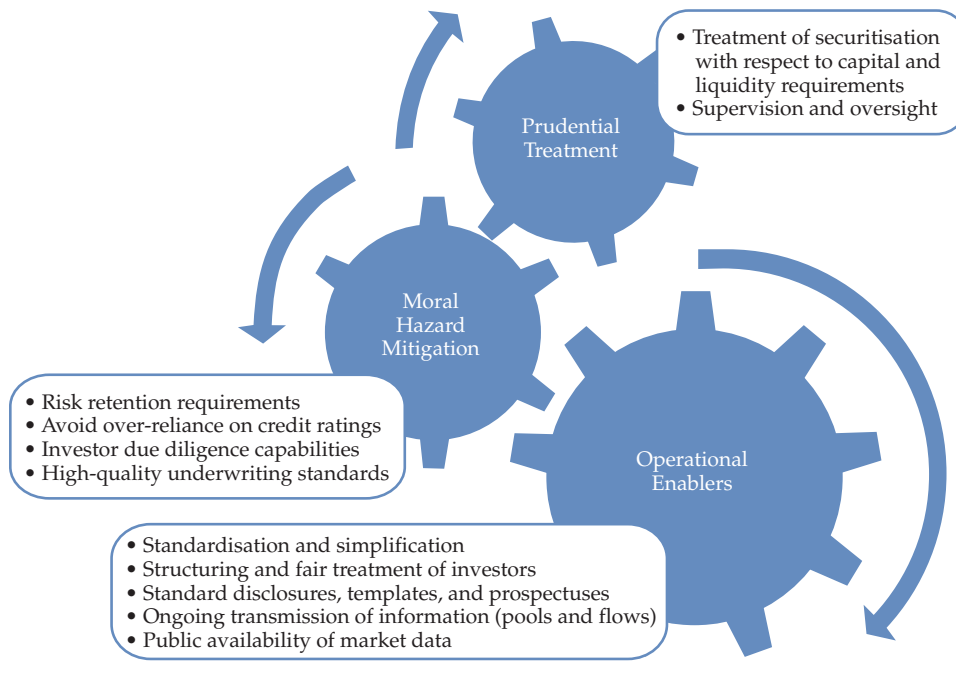 • Treatment of securitisation
with respect to capital and
liquidity requirements
• Supervision and oversight
Prudential
Treatment
Moral
Hazard
Mitigation
• Risk retention requirements
• Avoid over-reliance on credit ratings
• Investor due diligence capabilities
• High-quality underwriting standards
Operational
Enablers
• Standardisation and simplification
• Structuring and fair treatment of investors
• Standard disclosures, templates, and prospectuses
• Ongoing transmission of information (pools and flows)
• Public availability of market data